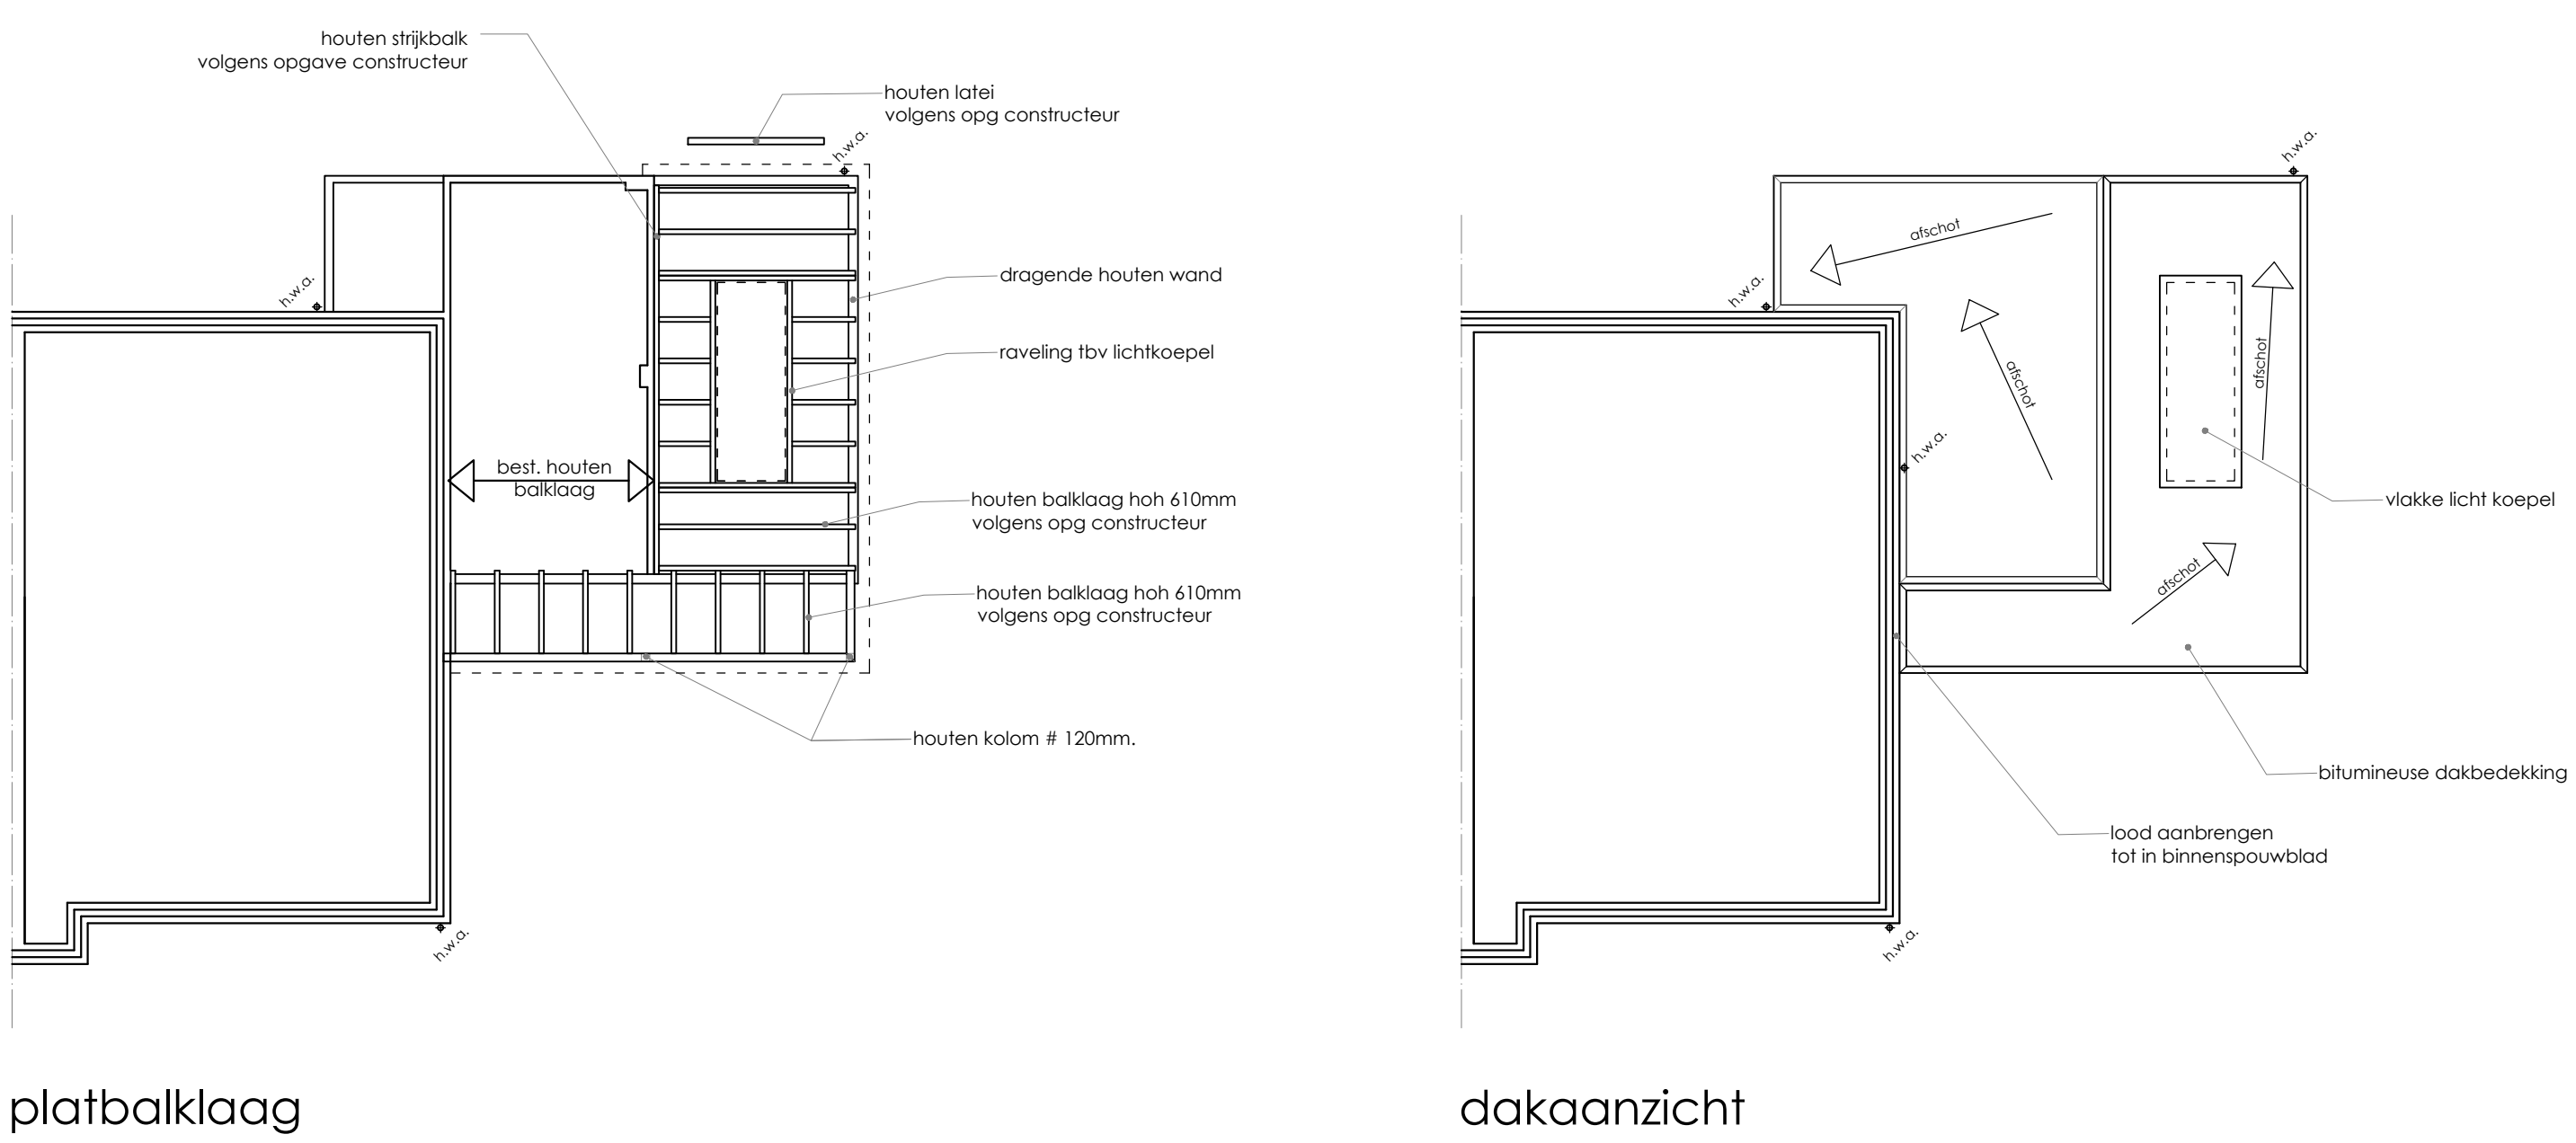 houten strijkbalk
volgens opgave constructeur
houten latei
volgens opg constructeur
h.w.a.
h.w.a.
dragende houten wand
raveling tbv lichtkoepel
best. houten
balklaag
houten balklaag hoh 610mm
volgens opg constructeur
houten balklaag hoh 610mm
volgens opg constructeur
houten kolom # 120mm.
h.w.a.
platbalklaag
h.w.a.
afschot
h.w.a.
afschot
afschot
h.w.a.
vlakke licht koepel
afschot
bitumineuse dakbedekking
lood aanbrengen
tot in binnenspouwblad
h.w.a.
dakaanzicht